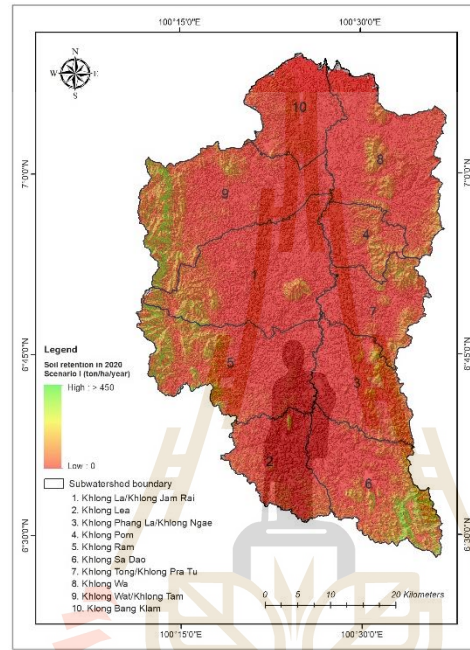 100°15'0"E
100°30'0"E
N
W
E
S
10
8
7°0'0"N
7°0'0"N
9
4
1
7
Legend
Soil retention in 2020
Scenario I (ton/ha/year)
High : > 450
Low : 0
6°45'0"N
6°45'0"N
5
3
2
6
Subwatershed boundary
1. Khlong La/Khlong Jam Rai
2. Khlong Lea
3. Khlong Phang La/Khlong Ngae
4. Khlong Pom
5. Khlong Ram
6. Khlong Sa Dao
7. Khlong Tong/Khlong Pra Tu
8. Khlong Wa
9. Khlong Wat/Khlong Tam
10. Klong Bang Klam
6°30'0"N
6°30'0"N
0 5 10 20 Kilometers
100°15'0"E
100°30'0"E